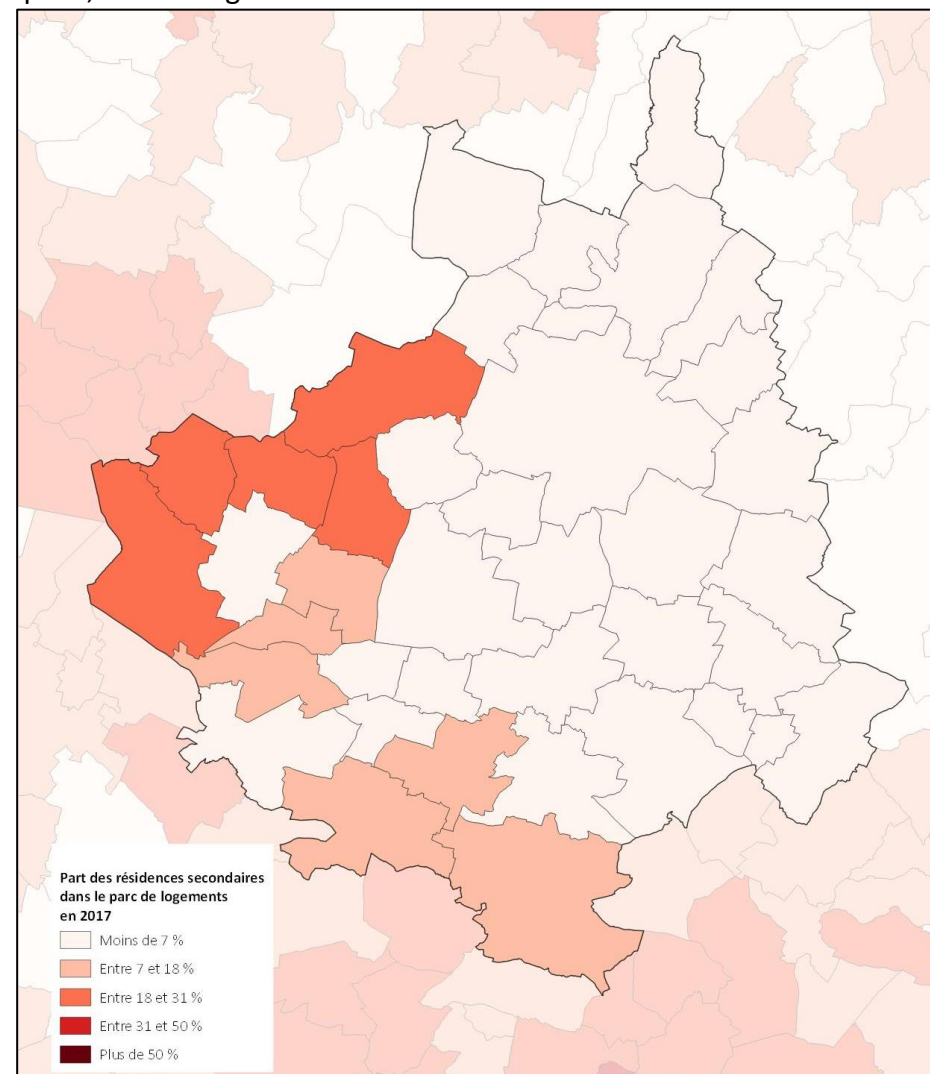 Part des résidences secondaires
dans le parc de logements
en 2017
Moins de 7 %
Entre 7 et 18 %
Entre 18 et 31 %
Entre 31 et 50 %
Plus de 50 %